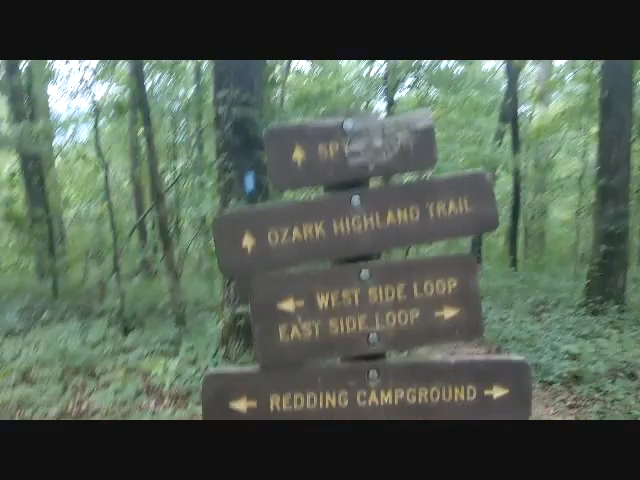 OZARK HIGHLAND TRAIL
WEST SIDE LOOP
EAST SIDE LOOP
REDDING CAMPGROUND